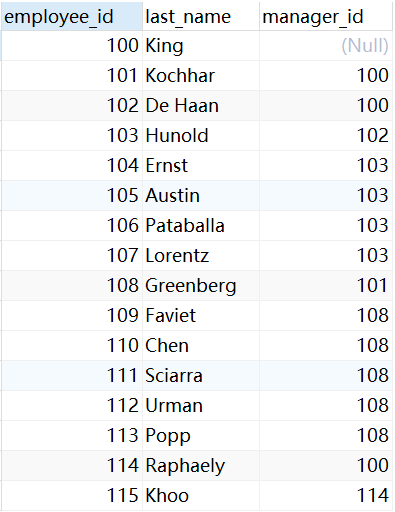 employee_id last_name manager_id
100 King (Null)
101 Kochhar 100
102 De Haan 100
103 Hunold 102
104 Ernst 103
105 Austin 103
106 Pataballa 103
107 Lorentz 103
108 Greenberg 101
109 Faviet 108
110 Chen 108
111 Sciarra 108
112 Urman 108
113 Popp 108
114 Raphaely 100
115 Khoo 114